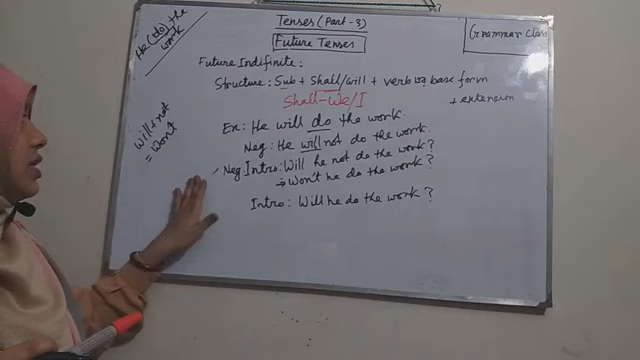 Tenses (Part-3)
Future Tenses
Grammar Class
He (do) the
work
Future Indefinite:
Structure: Sub + Shall/will + verb এর base form
+ extension
Shall-We/I
Ex: He will do the work.
Neg: He will not do the work.
Neg.Intro: Will he not do the work?
→ Won't he do the work?
Intro: Will he do the work?
Will+not
= Won't